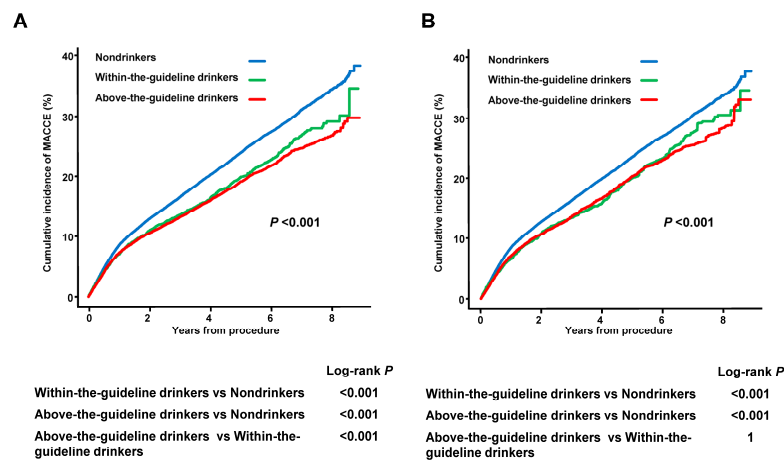 A
Cumulative incidence of MACCE (%)
40
30
20
10
0
Nondrinkers
Within-the-guideline drinkers
Above-the-guideline drinkers
P <0.001
0 2 4 6 8
Years from procedure
Log-rank P
Within-the-guideline drinkers vs Nondrinkers <0.001
Above-the-guideline drinkers vs Nondrinkers <0.001
Above-the-guideline drinkers vs Within-the- <0.001
guideline drinkers
B
Cumulative incidence of MACCE (%)
40
30
20
10
0
Nondrinkers
Within-the-guideline drinkers
Above-the-guideline drinkers
P <0.001
0 2 4 6 8
Years from procedure
Log-rank P
Within-the-guideline drinkers vs Nondrinkers <0.001
Above-the-guideline drinkers vs Nondrinkers <0.001
Above-the-guideline drinkers vs Within-the- 1
guideline drinkers